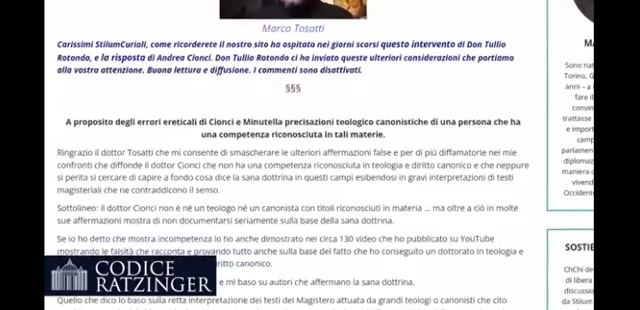 Marco Tosatti
Carissimi StilumCuriali, come ricorderete il nostro sito ha ospitato nei giorni scorsi questo intervento di Don Tullio
Rotondo, e la risposta di Andrea Cionci. Don Tullio Rotondo ci ha inviato queste ulteriori considerazioni che portiamo
alla vostra attenzione. Buona lettura e diffusione. I commenti sono disattivati.
§§§
A proposito degli errori ereticali di Cionci e Minutella precisazioni teologico canonistiche di una persona che ha
una competenza riconosciuta in tali materie.
Ringrazio il dottor Tosatti che mi consente di smascherare le ulteriori affermazioni false e per di più diffamatorie nei miei
confronti che diffonde il dottor Cionci che non ha una competenza riconosciuta in teologia e diritto canonico e che neppure
si perita si cercare di capire a fondo cosa dice la sana dottrina in questi campi esibendosi in gravi interpretazioni di testi
magisteriali che ne contraddicono il senso.
Sottolineo: il dottor Cionci non è né un teologo né un canonista con titoli riconosciuti in materia ... ma oltre a ciò in molte
sue affermazioni mostra di non documentarsi seriamente sulla base della sana dottrina.
Se io ho detto che mostra incompetenza lo ho anche dimostrato nei circa 130 video che ho pubblicato su YouTube
mostrando le falsità che racconta e provando tutto anche sulla base del fatto che ho conseguito un dottorato in teologia e
ritto canonico.
e mi baso su autori che affermano la sana dottrina.
Quello che dico lo baso sulla retta interpretazione dei testi del Magistero attuata da grandi teologi o canonisti che cito
CODICE
RATZINGER
MA
Sono nat
Torino, G
anni – a
fare il
convin
trattasse
e import
parlamen
diplomaz
maniera
vivend
Occidente
SOSTIE
ChiChi de
di libera
discussio
da Stilum